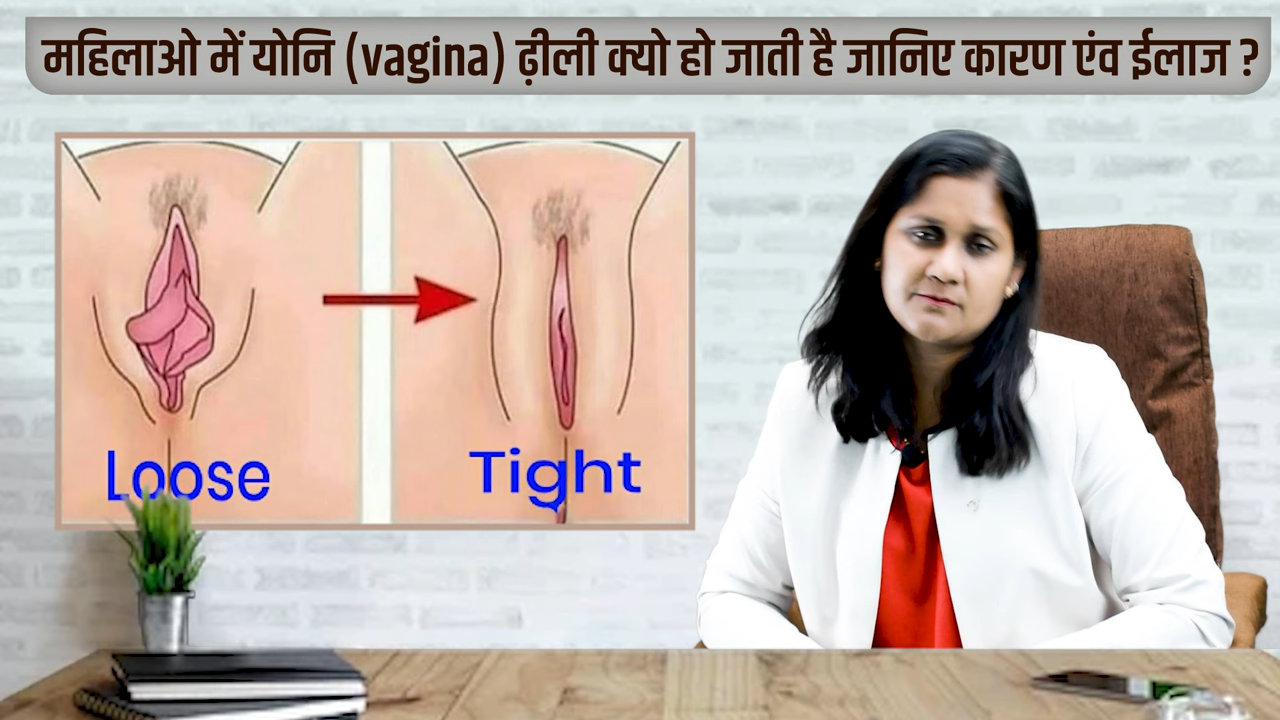 महिलाओ में योनि (vagina) ढ़ीली क्यो हो जाती है जानिए कारण एंव ईलाज ?
Loose
Tight